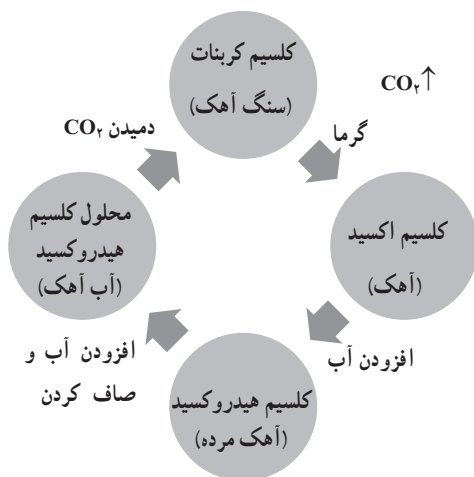 کلسیم کربنات
(سنگ آهک)
CO₂↑
گرما
کلسیم اکسید
(آهک)
افزودن آب
کلسیم هیدروکسید
(آهک مرده)
افزودن آب و
صاف کردن
محلول کلسیم
هیدروکسید
(آب آهک)
دمیدن CO₂